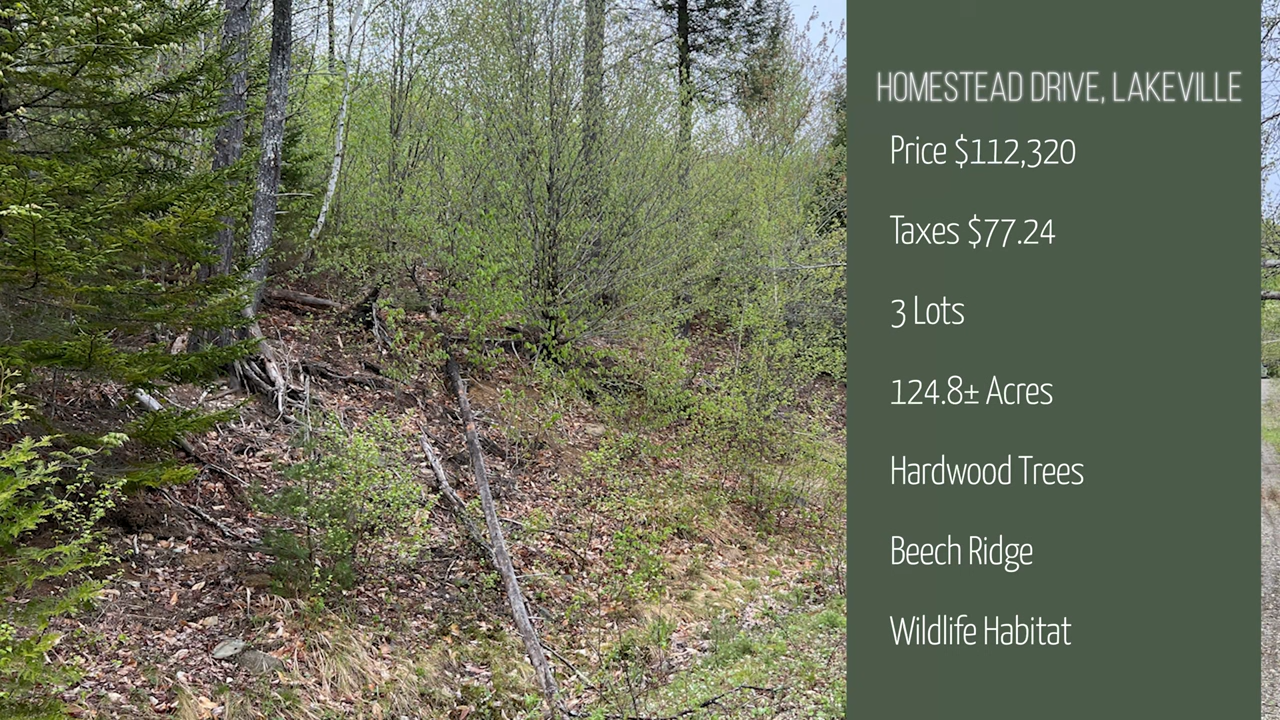 HOMESTEAD DRIVE, LAKEVILLE
Price $112,320
Taxes $77.24
3 Lots
124.8± Acres
Hardwood Trees
Beech Ridge
Wildlife Habitat